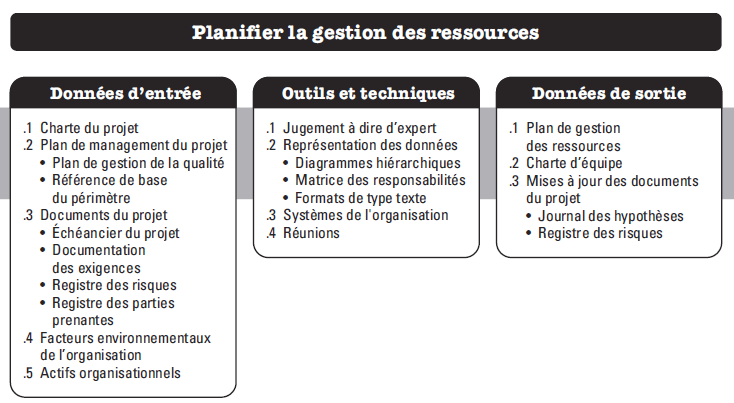 Planifier la gestion des ressources
Données d'entrée
.1 Charte du projet
.2 Plan de management du projet
• Plan de gestion de la qualité
• Référence de base
du périmètre
.3 Documents du projet
• Échéancier du projet
• Documentation
des exigences
• Registre des risques
• Registre des parties
prenantes
.4 Facteurs environnementaux
de l'organisation
.5 Actifs organisationnels
Outils et techniques
.1 Jugement à dire d'expert
.2 Représentation des données
• Diagrammes hiérarchiques
• Matrice des responsabilités
• Formats de type texte
.3 Systèmes de l'organisation
.4 Réunions
Données de sortie
.1 Plan de gestion
des ressources
.2 Charte d'équipe
.3 Mises à jour des documents
du projet
• Journal des hypothèses
• Registre des risques